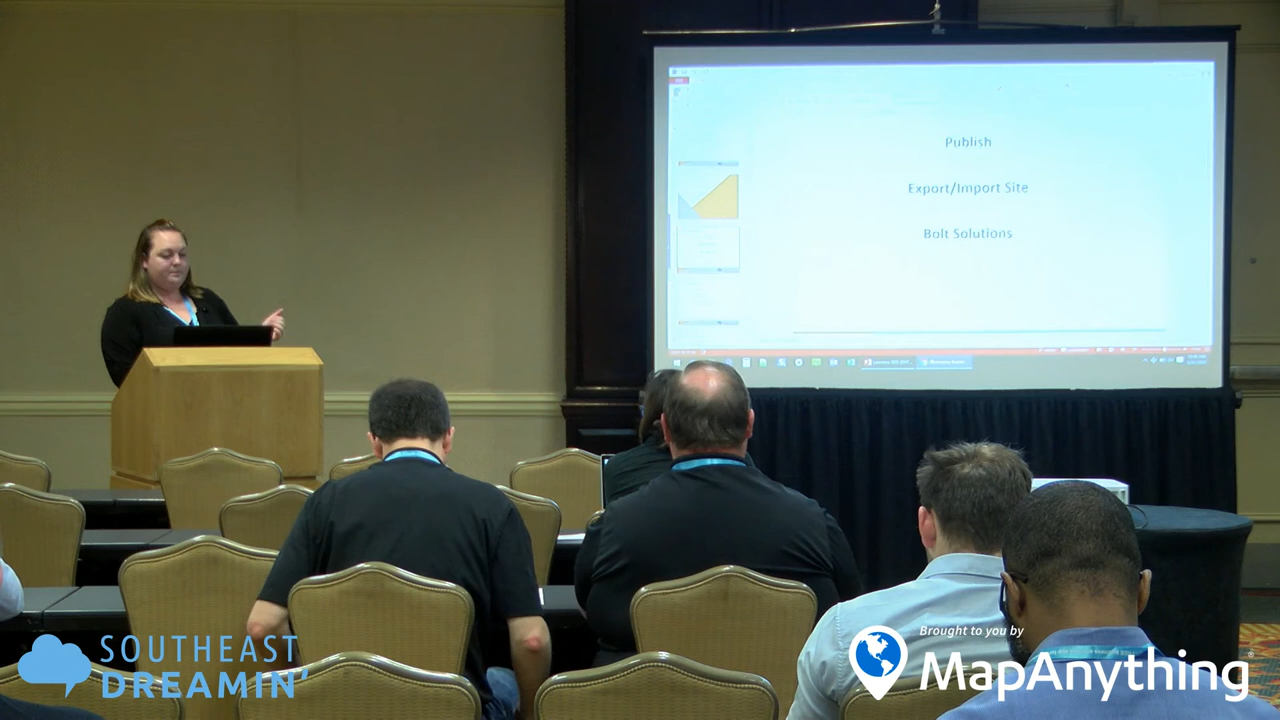 Publish
Export/Import Site
Bolt Solutions
SOUTHEAST
DREAMIN'
Brought to you by
MapAnything